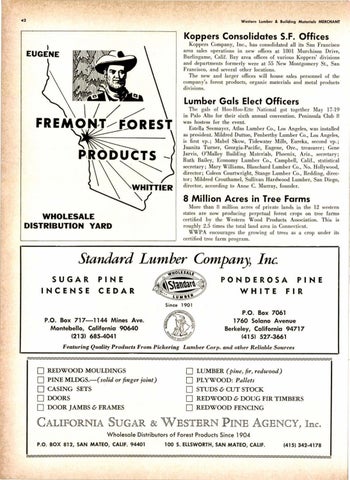 42
Western Lumber & Building Materials MERCHANT
EUGENE
FREMONT FOREST
PRODUCTS
WHITTIER
WHOLESALE
DISTRIBUTION YARD
Koppers Consolidates S.F. Offices
Koppers Company, Inc., has consolidated all its San Francisco
area sales operations in new offices at 1801 Murchison Drive,
Burlingame, Calif. Bay area offices of various Koppers' divisions
and departments formerly were at 55 New Montgomery St., San
Francisco, and several other locations.
The new and larger offices will house sales personnel of the
company's forest products, organic materials and metal products
divisions.
Lumber Gals Elect Officers
The gals of Hoo-Hoo-Ette National got together May 17-19
in Palo Alto for their sixth annual convention. Peninsula Club 8
was hostess for the event.
Estella Seemayer, Atlas Lumber Co., Los Angeles, was installed
as president. Mildred Dutton, Penberthy Lumber Co., Los Angeles,
is first vp; Mabel Skow, Tidewater Mills, Eureka, second vp;
Juanita Turner, Georgia-Pacific, Eugene, Ore., treasurer; Gene
Jarvis, O'Malley Building Materials, Phoenix, Ariz., secretary;
Ruth Bailey, Economy Lumber Co., Campbell, Calif., statistical
secretary; Mary Williams, Blanchard Lumber Co., No. Hollywood,
director; Coleen Courtwright, Stange Lumber Co., Redding, direc-
tor; Mildred Crouthamel, Sullivan Hardwood Lumber, San Diego,
director, according to Anne C. Murray, founder.
8 Million Acres in Tree Farms
More than 8 million acres of private lands in the 12 western
states are now producing perpetual forest crops on tree farms
certified by the Western Wood Products Association. This is
roughly 2.5 times the total land area in Connecticut.
WWPA encourages the growing of trees as a crop under its
certified tree farm program.
Standard Lumber Company, Inc.
SUGAR PINE
INCENSE CEDAR
WHOLESALE
Standard
LUMBER
Since 1901
PONDEROSA PINE
WHITE FIR
P.O. Box 717—1144 Mines Ave.
Montebello, California 90640
(213) 685-4041
P.O. Box 7061
1760 Solano Avenue
Berkeley, California 94717
(415) 527-3661
Featuring Quality Products From Pickering Lumber Corp. and other Reliable Sources
REDWOOD MOULDINGS
PINE MLDGS.—(solid or finger joint)
CASING SETS
DOORS
DOOR JAMBS & FRAMES
LUMBER (pine, fir, redwood)
PLYWOOD: Pallets
STUDS & CUT STOCK
REDWOOD & DOUG FIR TIMBERS
REDWOOD FENCING
CALIFORNIA SUGAR & WESTERN PINE AGENCY, Inc.
Wholesale Distributors of Forest Products Since 1904
P.O. BOX 812, SAN MATEO, CALIF. 94401 100 S. ELLSWORTH, SAN MATEO, CALIF. (415) 342-4178